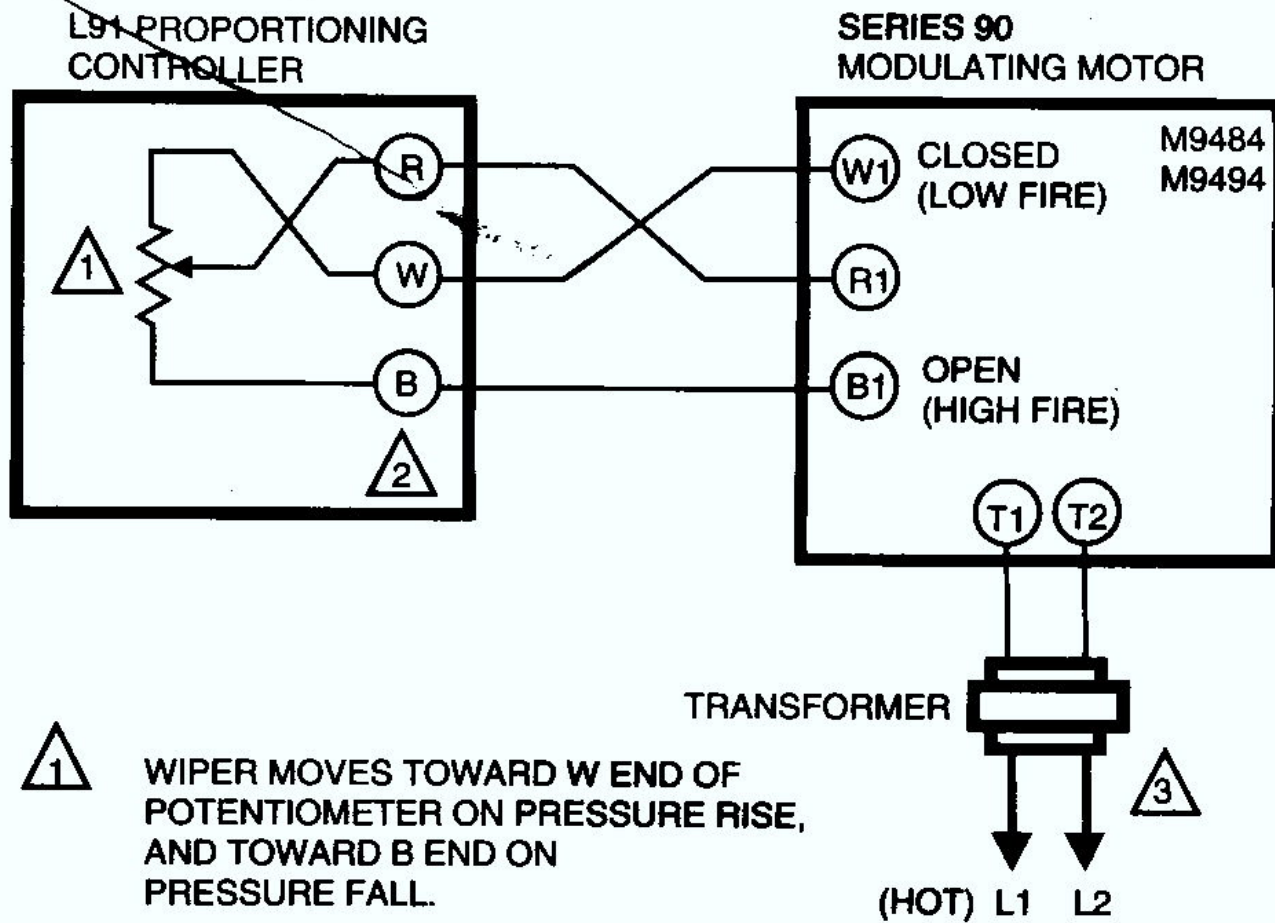 L91 PROPORTIONING
CONTROLLER
SERIES 90
MODULATING MOTOR
M9484
M9494
R
W
B
1
2
W1
CLOSED
(LOW FIRE)
R1
B1
OPEN
(HIGH FIRE)
T1
T2
TRANSFORMER
3
1
WIPER MOVES TOWARD W END OF
POTENTIOMETER ON PRESSURE RISE,
AND TOWARD B END ON
PRESSURE FALL.
(HOT) L1 L2